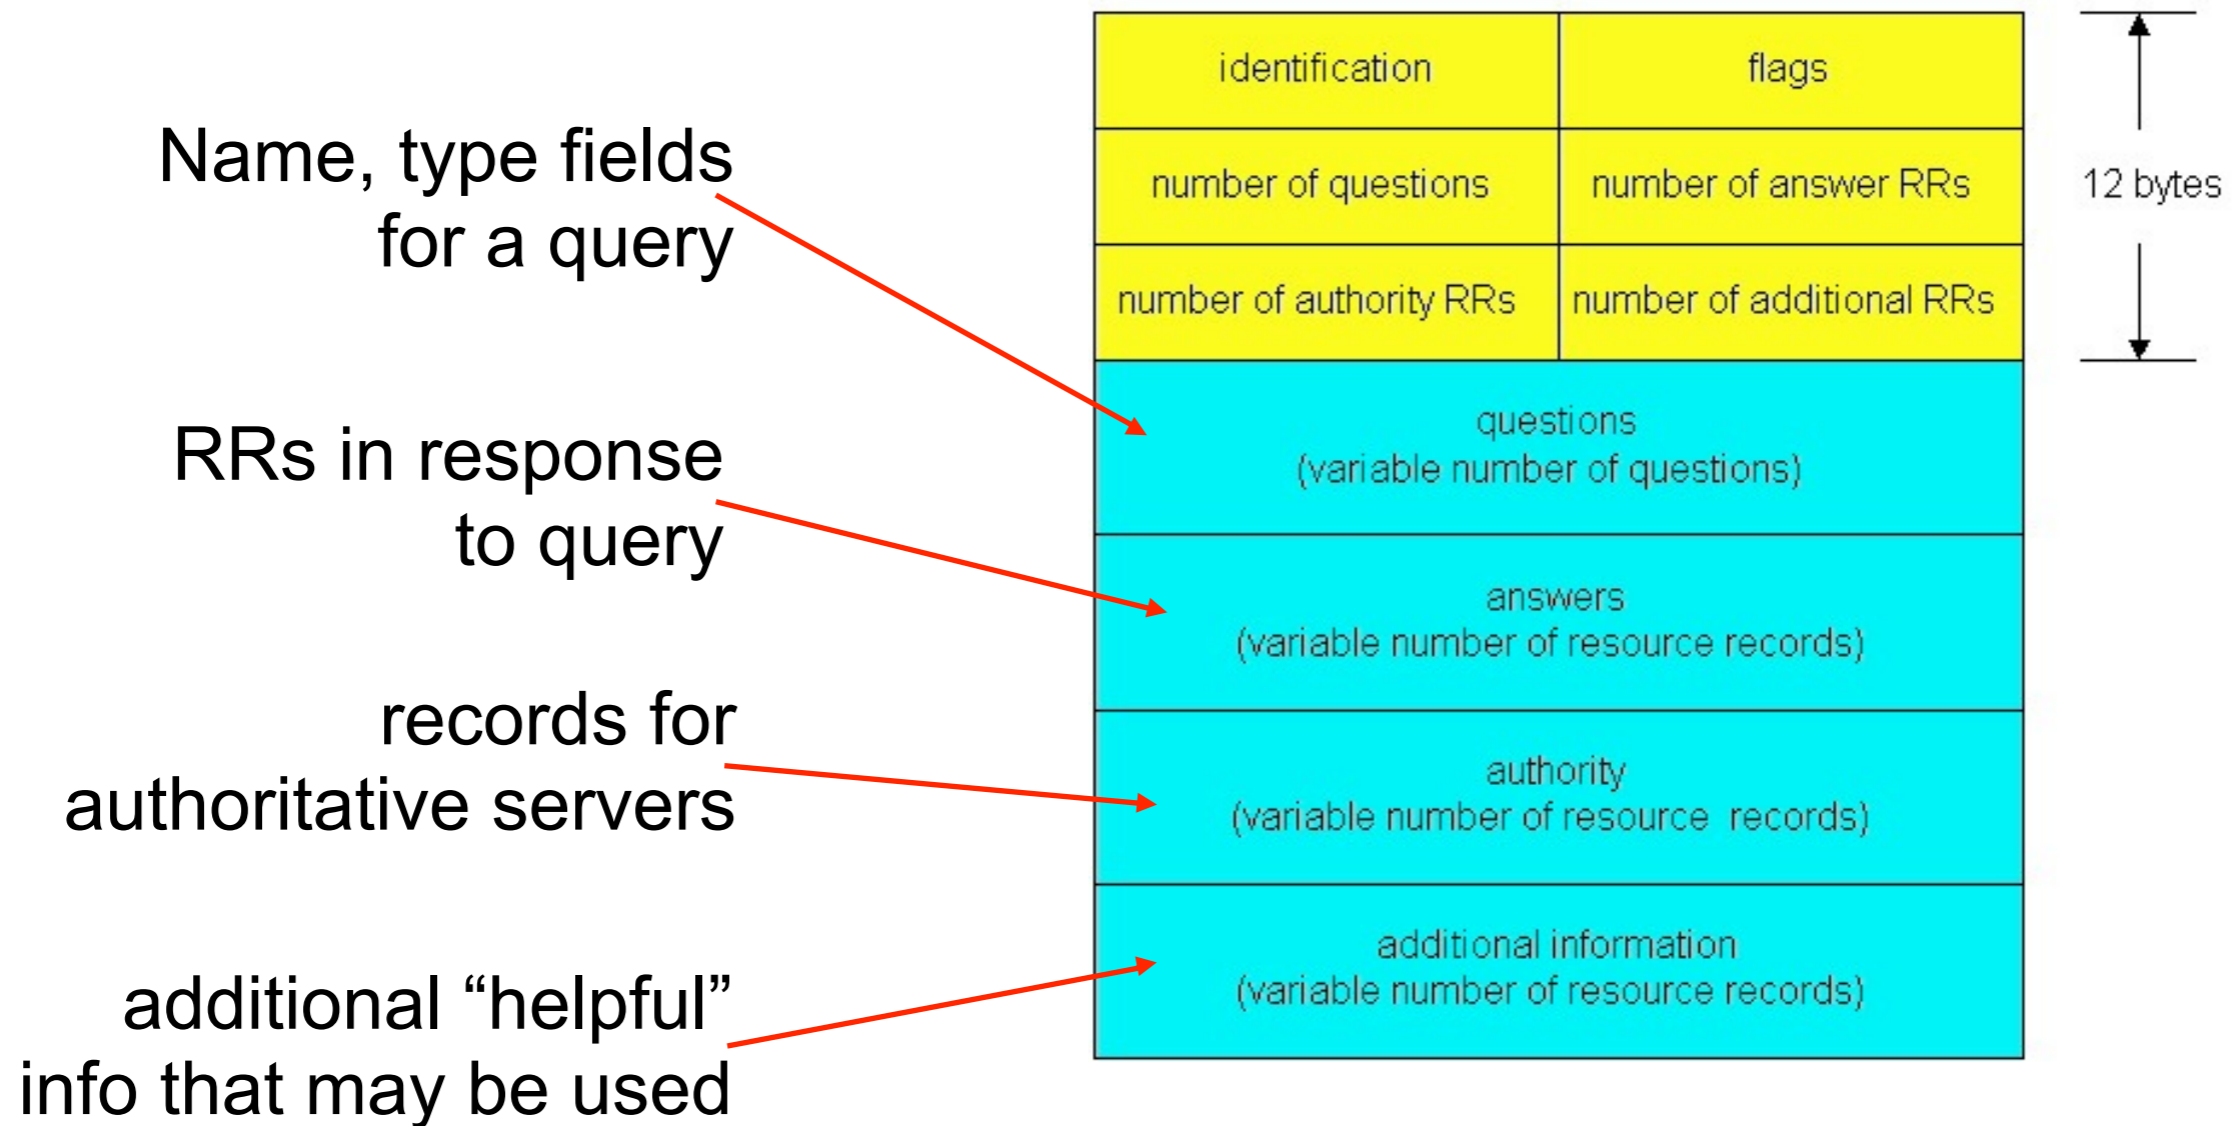 Name, type fields
for a query
RRs in response
to query
records for
authoritative servers
additional “helpful”
info that may be used
identification
flags
number of questions
number of answer RRs
number of authority RRs
number of additional RRs
12 bytes
questions
(variable number of questions)
answers
(variable number of resource records)
authority
(variable number of resource records)
additional information
(variable number of resource records)